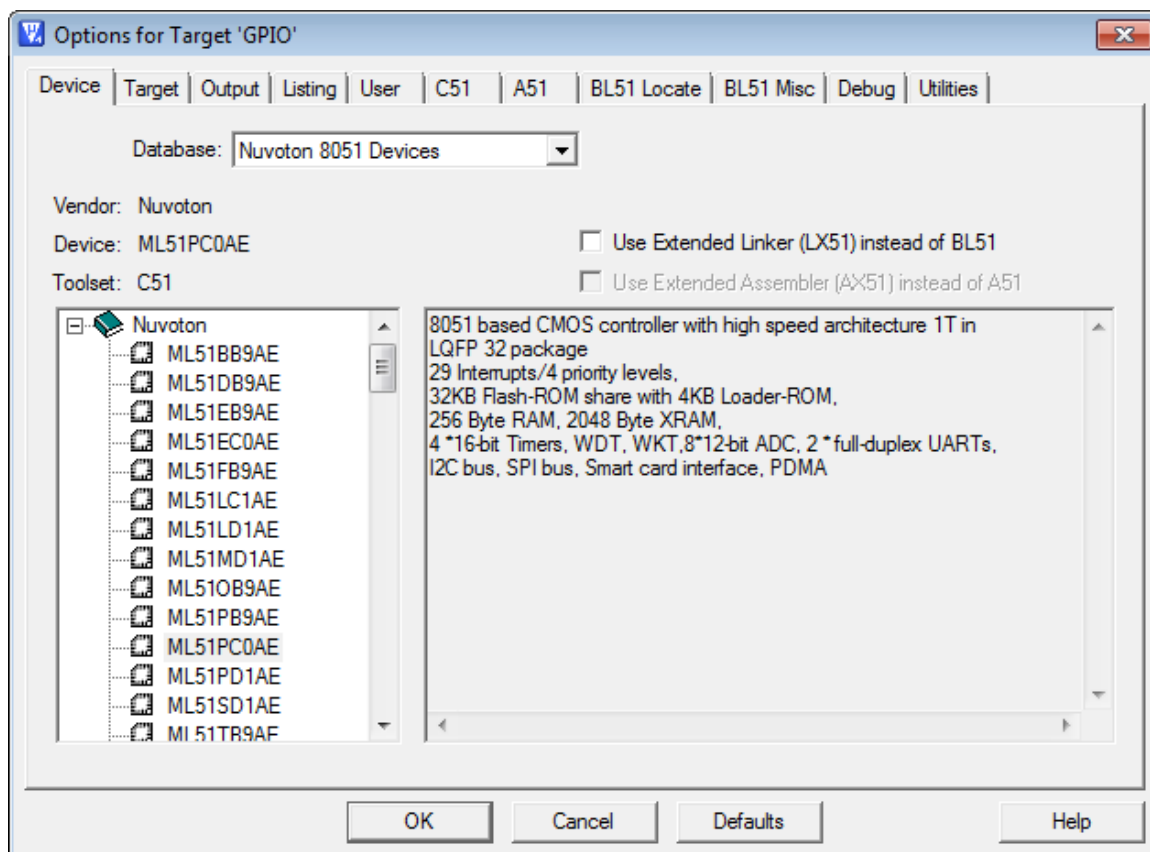 Options for Target 'GPIO'
Device Target Output Listing User C51 A51 BL51 Locate BL51 Misc Debug Utilities
Database: Nuvoton 8051 Devices
Vendor: Nuvoton
Device: ML51PC0AE
Use Extended Linker (LX51) instead of BL51
Toolset: C51
Use Extended Assembler (AX51) instead of A51
Nuvoton
ML51BB9AE
ML51DB9AE
ML51EB9AE
ML51EC0AE
ML51FB9AE
ML51LC1AE
ML51LD1AE
ML51MD1AE
ML51OB9AE
ML51PB9AE
ML51PC0AE
ML51PD1AE
ML51SD1AE
ML51TB9AE
8051 based CMOS controller with high speed architecture 1T in
LQFP 32 package
29 Interrupts/4 priority levels,
32KB Flash-ROM share with 4KB Loader-ROM,
256 Byte RAM, 2048 Byte XRAM,
4 *16-bit Timers, WDT, WKT,8*12-bit ADC, 2 * full-duplex UARTs,
I2C bus, SPI bus, Smart card interface, PDMA
OK Cancel Defaults Help